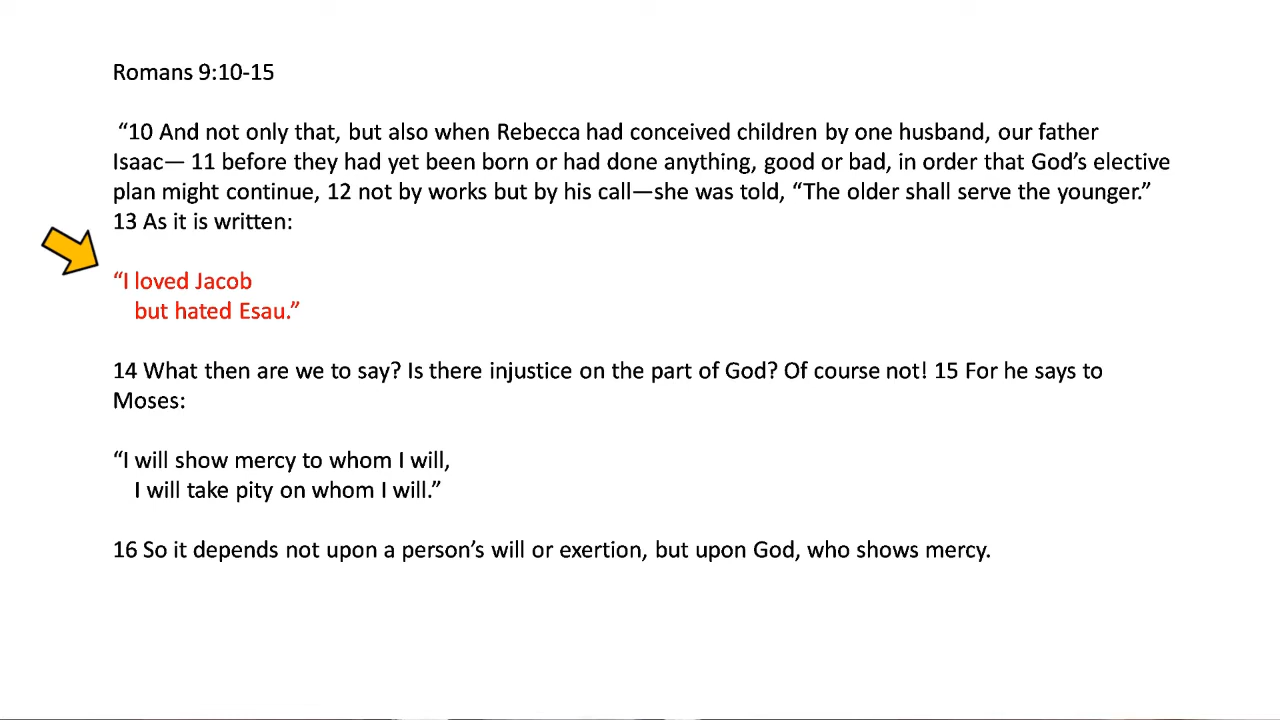 Romans 9:10-15
“10 And not only that, but also when Rebecca had conceived children by one husband, our father
Isaac— 11 before they had yet been born or had done anything, good or bad, in order that God’s elective
plan might continue, 12 not by works but by his call—she was told, “The older shall serve the younger.”
13 As it is written:
“I loved Jacob
but hated Esau.”
14 What then are we to say? Is there injustice on the part of God? Of course not! 15 For he says to
Moses:
“I will show mercy to whom I will,
I will take pity on whom I will.”
16 So it depends not upon a person’s will or exertion, but upon God, who shows mercy.